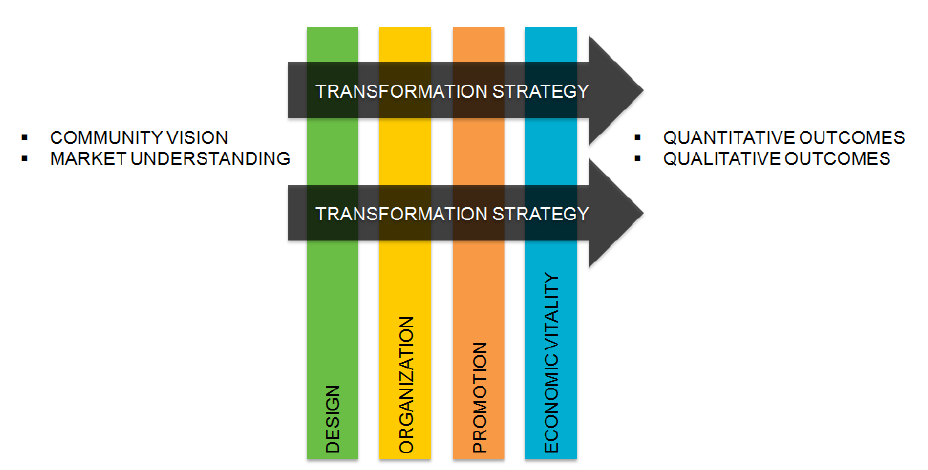 TRANSFORMATION STRATEGY
▪ COMMUNITY VISION
▪ MARKET UNDERSTANDING
▪ QUANTITATIVE OUTCOMES
▪ QUALITATIVE OUTCOMES
TRANSFORMATION STRATEGY
DESIGN
ORGANIZATION
PROMOTION
ECONOMIC VITALITY